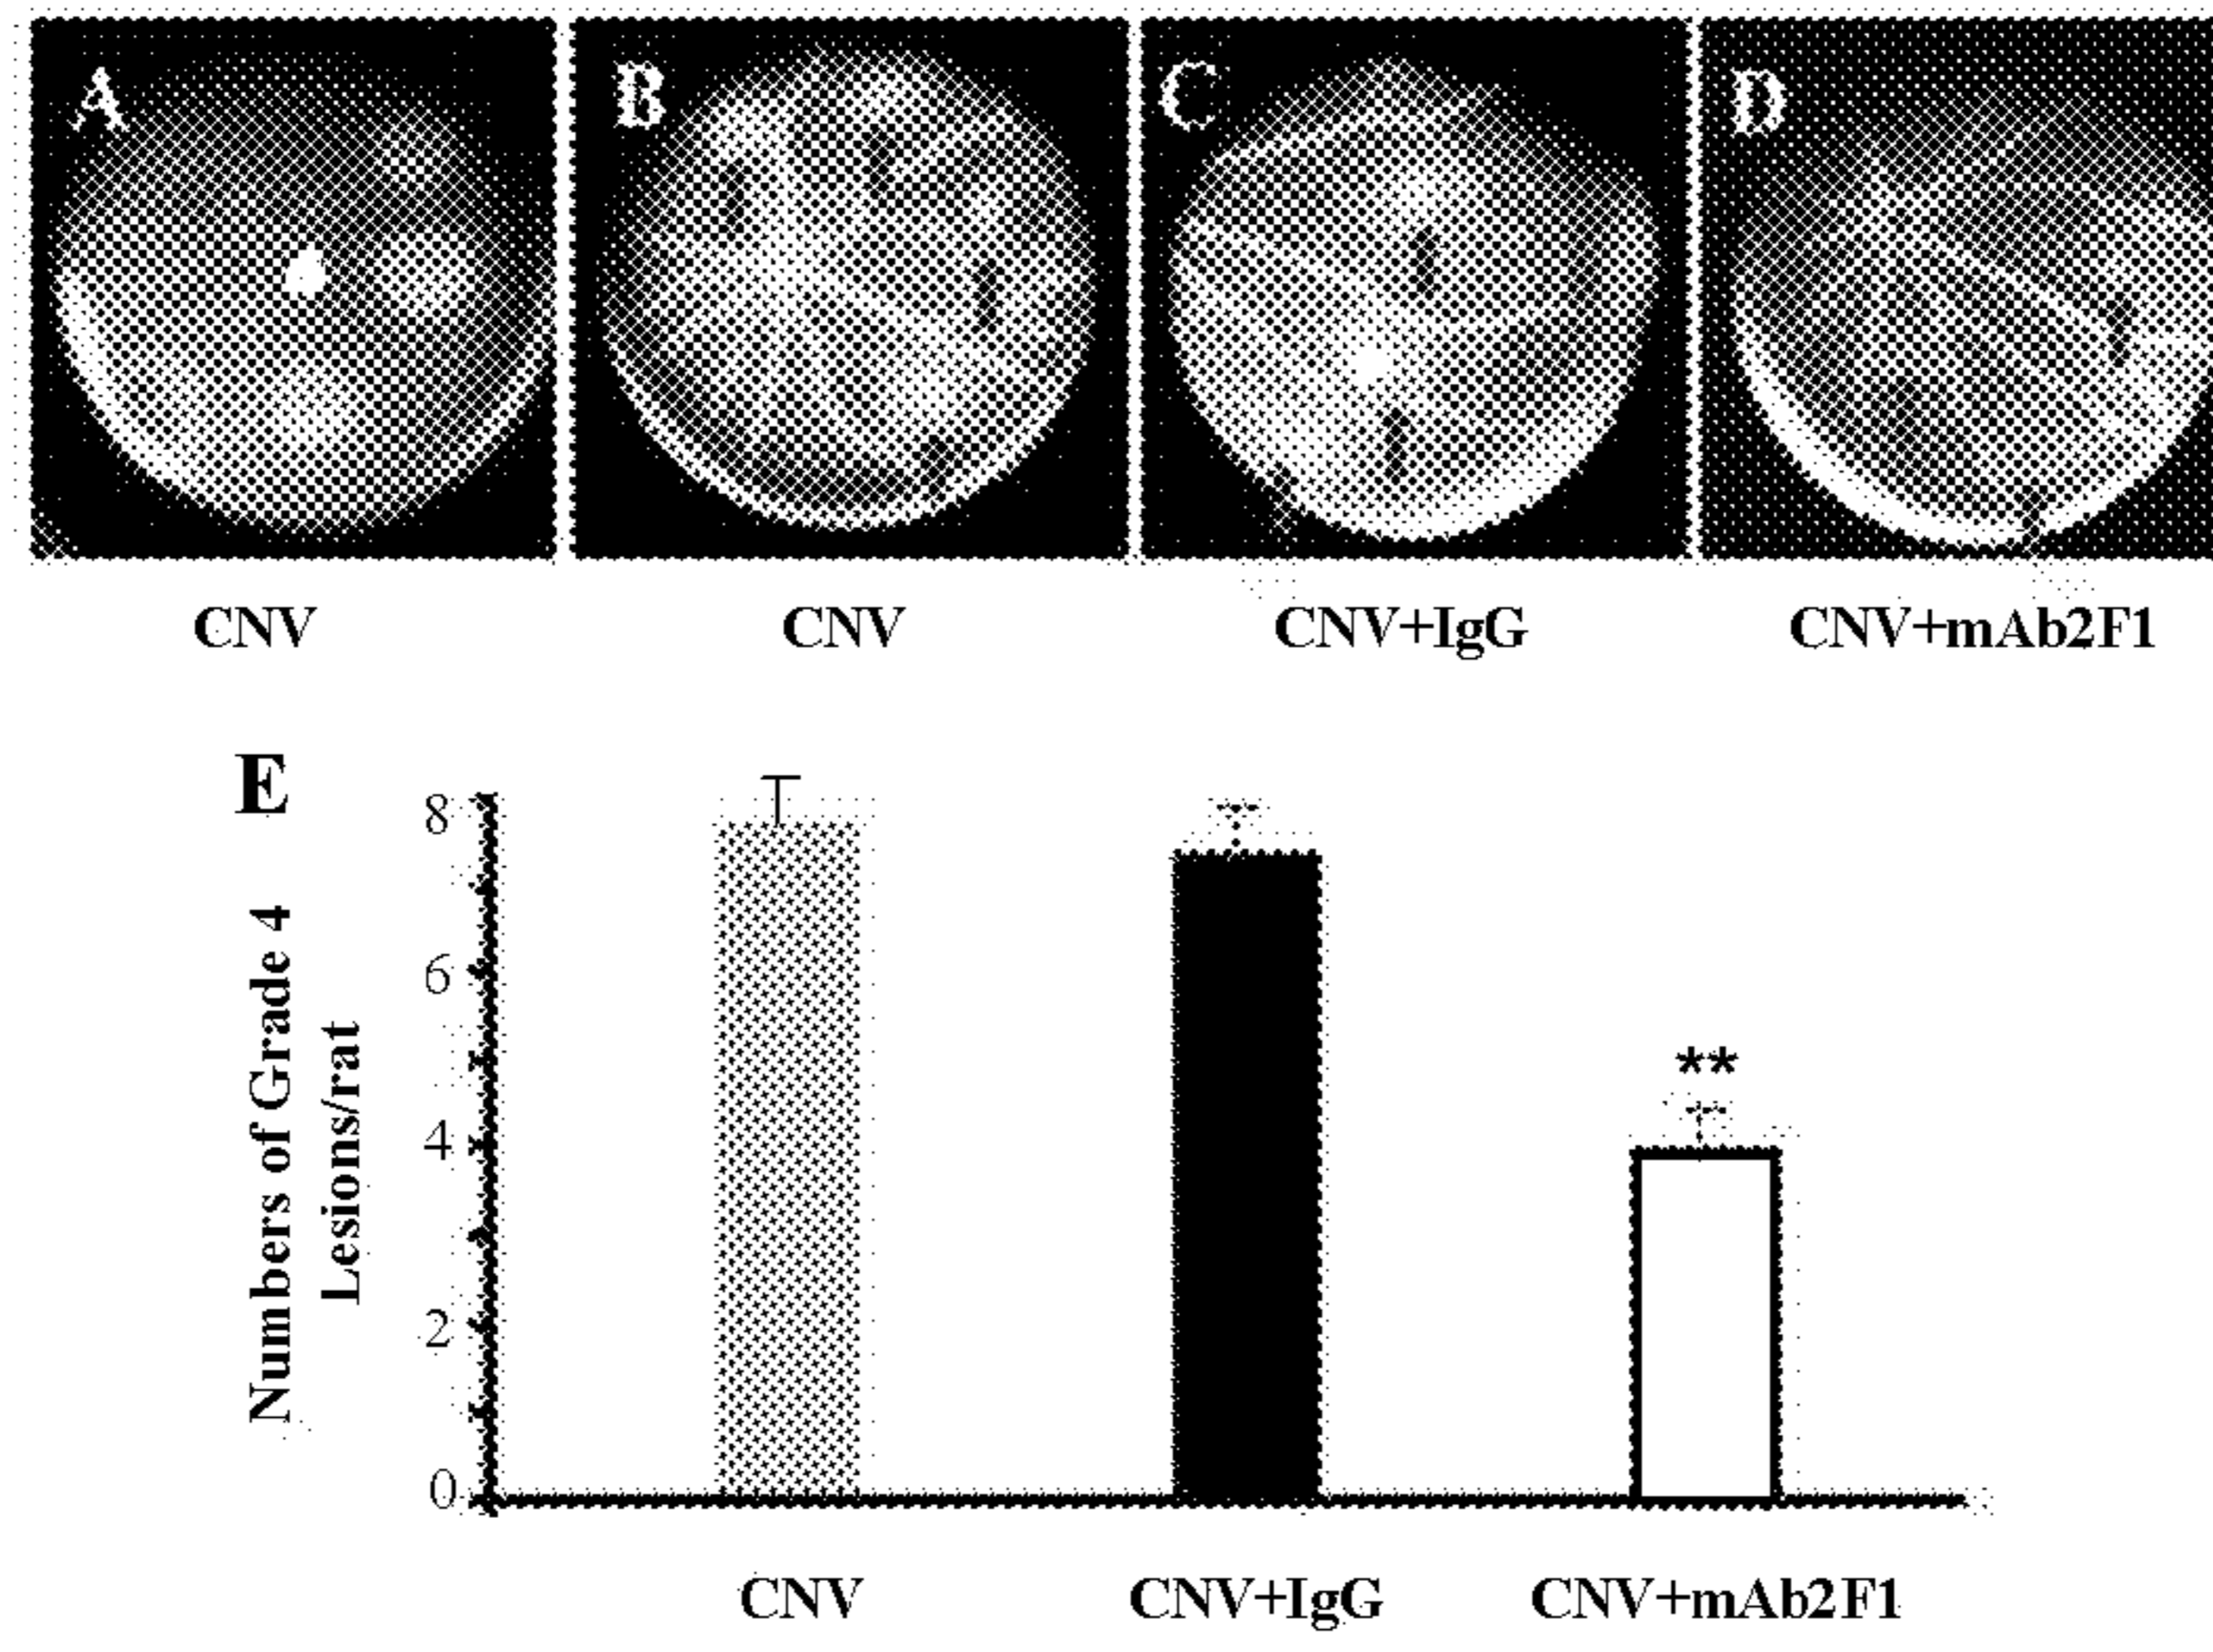 A B C D
CNV CNV CNV+IgG CNV+mAb2F1
E
Numbers of Grade 4
Lesions/rat
8
6
4
2
0
**
CNV CNV+IgG CNV+mAb2F1